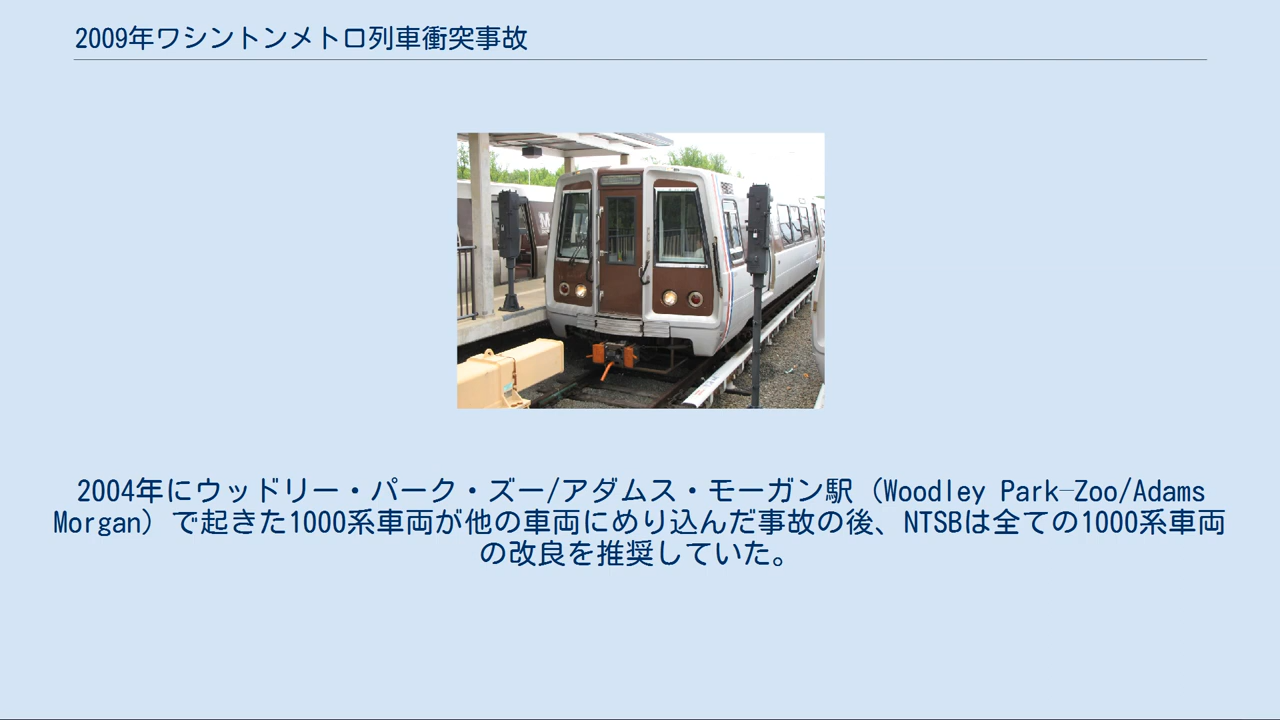 2009年ワシントンメトロ列車衝突事故
2004年にウッドリー・パーク・ズー/アダムス・モーガン駅（Woodley Park–Zoo/Adams
Morgan）で起きた1000系車両が他の車両にめり込んだ事故の後、NTSBは全ての1000系車両
の改良を推奨していた。